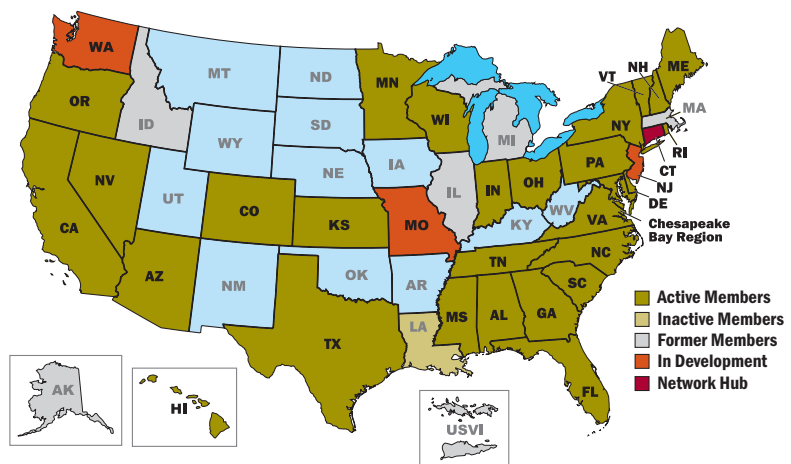 WA
MT
ND
MN
VT
NH
ME
OR
ID
WY
SD
WI
MI
NY
MA
RI
CT
NJ
DE
Chesapeake
Bay Region
NV
UT
NE
IA
IL
IN
OH
PA
WV
VA
CA
CO
KS
MO
KY
NC
AZ
NM
OK
AR
TN
SC
TX
LA
MS
AL
GA
FL
AK
HI
USVI
Active Members
Inactive Members
Former Members
In Development
Network Hub